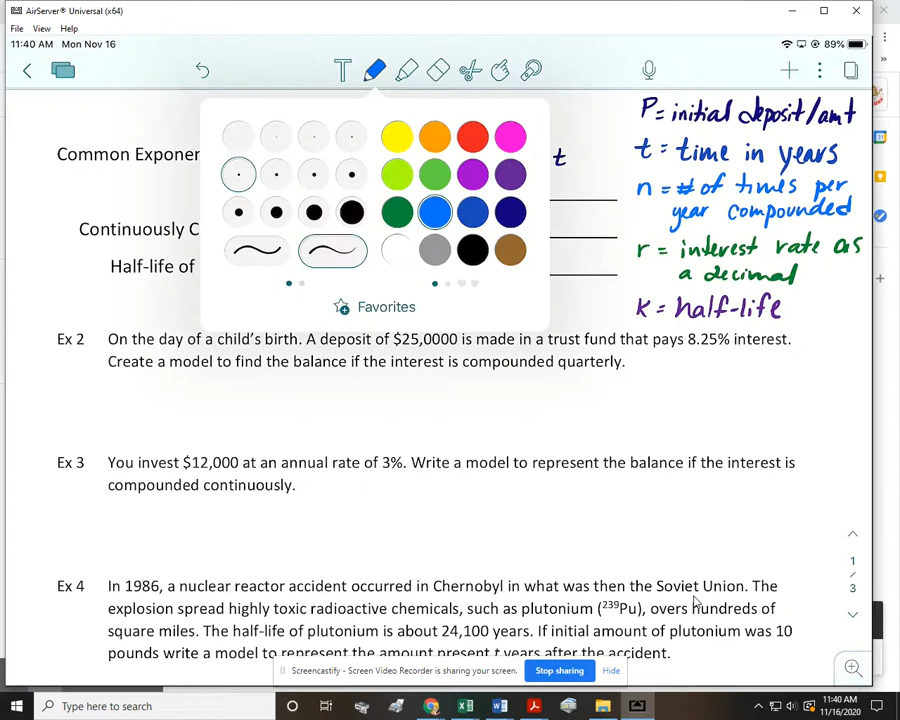 AirServer Universal (x64)
File View Help
11:40 AM Mon Nov 16
89%
T
P = initial deposit/amt
Common Exponen
t
t = time in years
n = # of times per
year compounded
Continuously C
r = interest rate as
a decimal
Half-life of
k = half-life
Favorites
Ex 2 On the day of a child's birth. A deposit of $25,0000 is made in a trust fund that pays 8.25% interest.
Create a model to find the balance if the interest is compounded quarterly.
Ex 3 You invest $12,000 at an annual rate of 3%. Write a model to represent the balance if the interest is
compounded continuously.
1
/
3
Ex 4 In 1986, a nuclear reactor accident occurred in Chernobyl in what was then the Soviet Union. The
explosion spread highly toxic radioactive chemicals, such as plutonium (²³⁹Pu), overs hundreds of
square miles. The half-life of plutonium is about 24,100 years. If initial amount of plutonium was 10
pounds write a model to represent the amount present t years after the accident.
Screencastify - Screen Video Recorder is sharing your screen. Stop sharing Hide
Type here to search
11:40 AM
11/16/2020